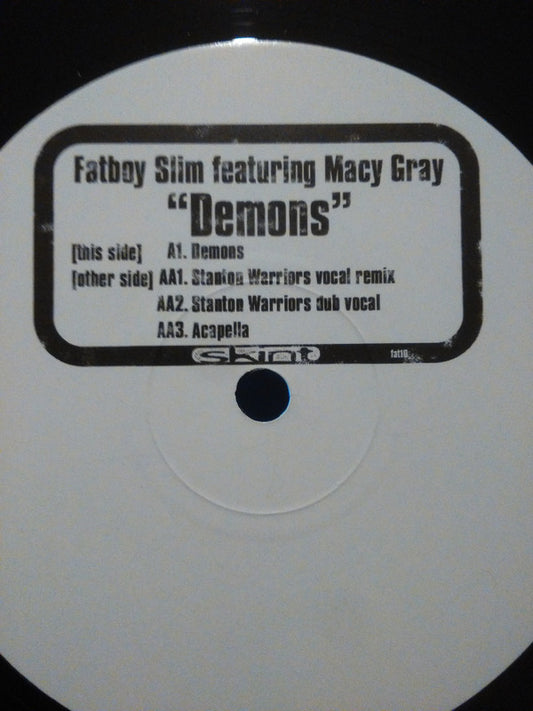 Fatboy Slim featuring Macy Gray
“Demons”
[this side] A1. Demons
[other side] AA1. Stanton Warriors vocal remix
AA2. Stanton Warriors dub vocal
AA3. Acapella
skint
fat10